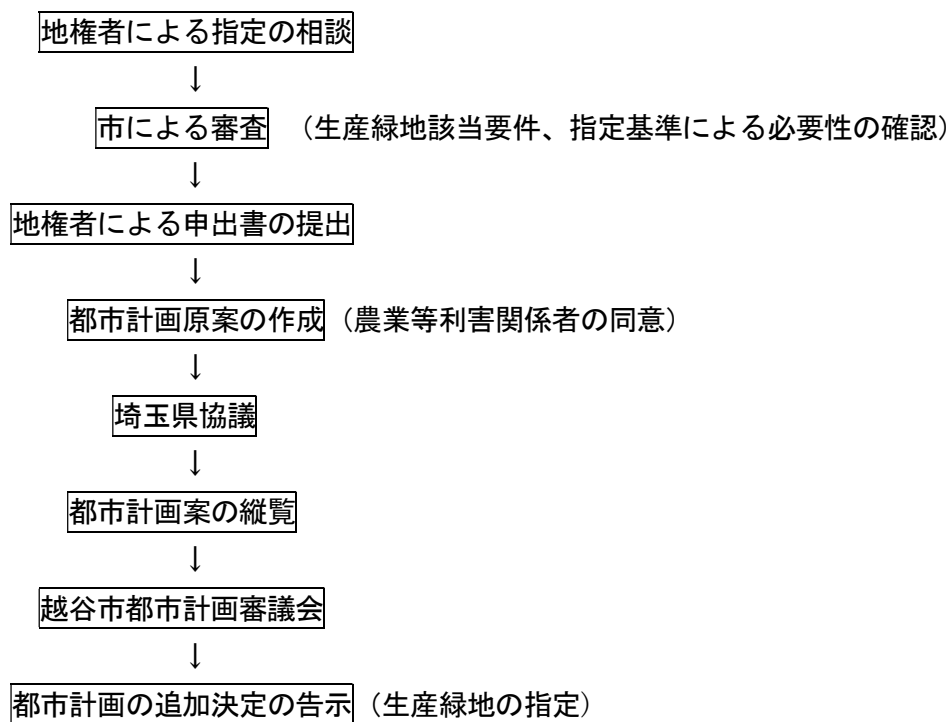 地権者による指定の相談
↓
市による審査 （生産緑地該当要件、指定基準による必要性の確認）
↓
地権者による申出書の提出
↓
都市計画原案の作成（農業等利害関係者の同意）
↓
埼玉県協議
↓
都市計画案の縦覧
↓
越谷市都市計画審議会
↓
都市計画の追加決定の告示（生産緑地の指定）